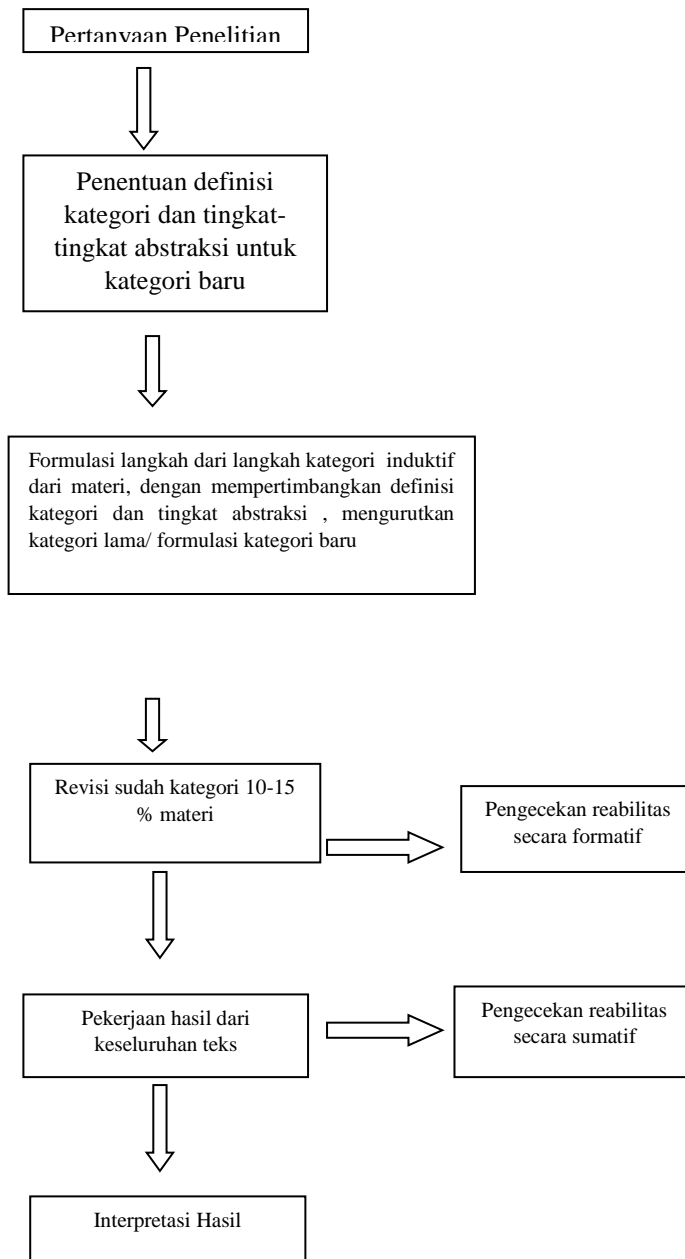 Pertanyaan Penelitian
Penentuan definisi
kategori dan tingkat-
tingkat abstraksi untuk
kategori baru
Formulasi langkah dari langkah kategori induktif
dari materi, dengan mempertimbangkan definisi
kategori dan tingkat abstraksi , mengurutkan
kategori lama/ formulasi kategori baru
Revisi sudah kategori 10-15
% materi
Pengecekan reabilitas
secara formatif
Pekerjaan hasil dari
keseluruhan teks
Pengecekan reabilitas
secara sumatif
Interpretasi Hasil